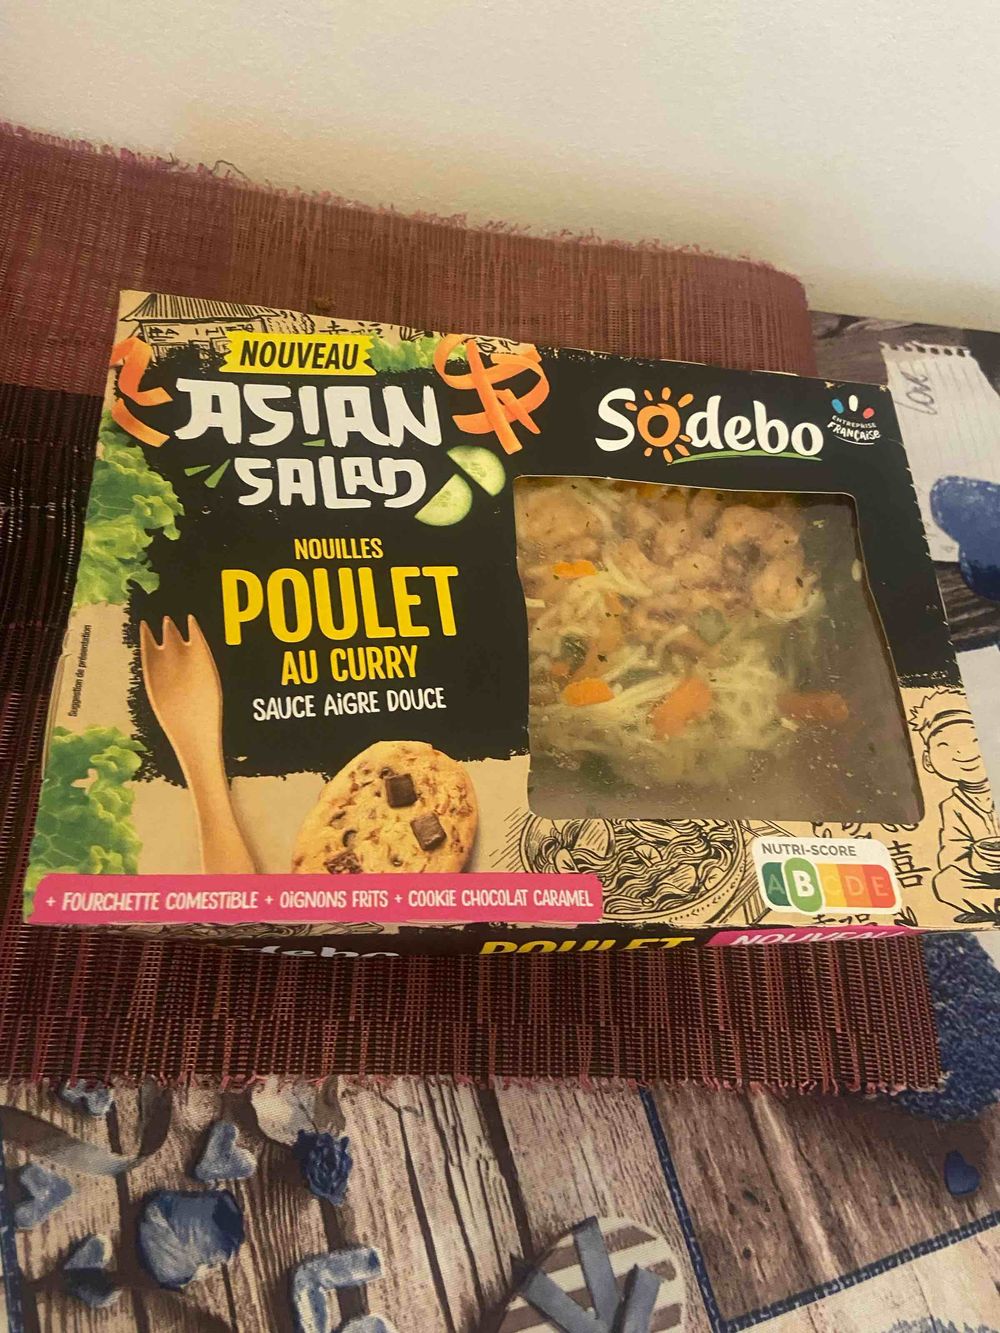 NOUVEAU
ASIAN
SALAD
Sodebo
ENTREPRISE
FRANÇAISE
NOUILLES
POULET
AU CURRY
SAUCE AiGRE DOUCE
Suggestion de présentation
+ FOURCHETTE COMESTIBLE + OiGNONS FRiTS + COOKiE CHOCOLAT CARAMEL
NUTRI-SCORE
A B C D E
POULET
NOUVEAU
love